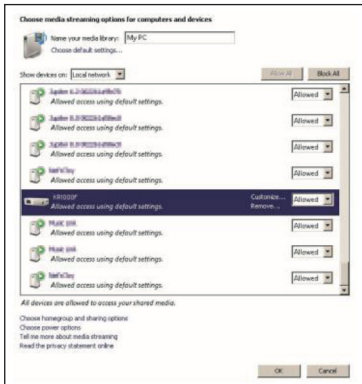 Choose media streaming options for computers and devices
Name your media library: My PC
Choose default settings...
Show devices on: Local network
Allow All Block All
Allowed
Allowed access using default settings.
Allowed
Allowed access using default settings.
Allowed
Allowed access using default settings.
Allowed
Allowed access using default settings.
Customize... Allowed
Allowed access using default settings. Remove...
Music Link Allowed
Allowed access using default settings.
Music Link Allowed
Allowed access using default settings.
Allowed
Allowed access using default settings.
All devices are allowed to access your shared media.
Choose homegroup and sharing options
Choose power options
Tell me more about media streaming
Read the privacy statement online
OK Cancel